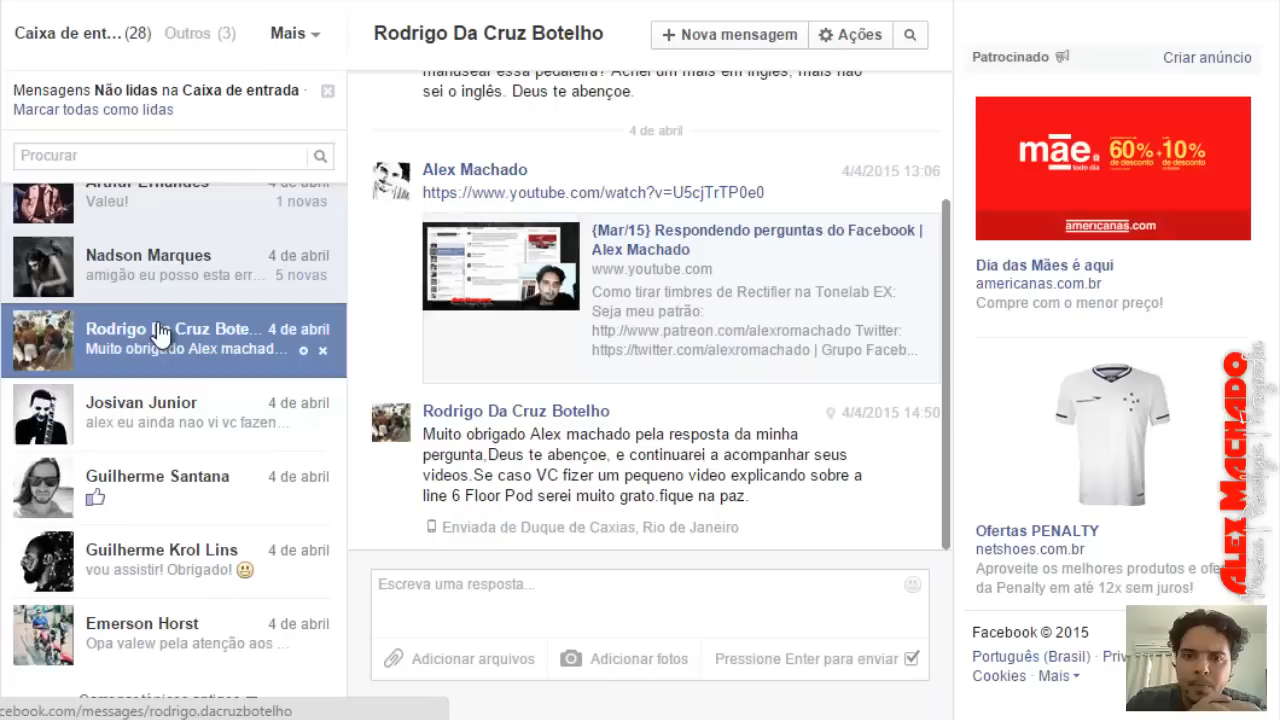 Caixa de ent... (28)
Outros (3)
Mais
Mensagens Não lidas na Caixa de entrada ·
Marcar todas como lidas
Procurar
Arthur Ernandes
Valeu!
1 novas
Nadson Marques
4 de abril
amigão eu posso esta err...
5 novas
Rodrigo Da Cruz Bote...
4 de abril
Muito obrigado Alex machad...
Josivan Junior
4 de abril
alex eu ainda nao vi vc fazen...
Guilherme Santana
4 de abril
Guilherme Krol Lins
4 de abril
vou assistir! Obrigado!
Emerson Horst
4 de abril
Opa valew pela atenção aos ...
cebook.com/messages/rodrigo.dacruzbotelho
Rodrigo Da Cruz Botelho
Nova mensagem
Ações
manusear essa pedaleira? Achei um mais em inglês, mais não
sei o inglês. Deus te abençoe.
4 de abril
Alex Machado
4/4/2015 13:06
https://www.youtube.com/watch?v=U5cjTrTP0e0
{Mar/15} Respondendo perguntas do Facebook |
Alex Machado
www.youtube.com
Como tirar timbres de Rectifier na Tonelab EX:
Seja meu patrão:
http://www.patreon.com/alexromachado Twitter:
https://twitter.com/alexromachado | Grupo Faceb...
Rodrigo Da Cruz Botelho
4/4/2015 14:50
Muito obrigado Alex machado pela resposta da minha
pergunta,Deus te abençoe, e continuarei a acompanhar seus
videos.Se caso VC fizer um pequeno video explicando sobre a
line 6 Floor Pod serei muito grato.fique na paz.
Enviada de Duque de Caxias, Rio de Janeiro
Escreva uma resposta...
Adicionar arquivos
Adicionar fotos
Pressione Enter para enviar
Patrocinado
Criar anúncio
mãe
todo dia
60% de desconto
+10% de desconto
americanas.com
Dia das Mães é aqui
americanas.com.br
Compre com o menor preço!
Ofertas PENALTY
netshoes.com.br
Aproveite os melhores produtos e ofe
da Penalty em até 12x sem juros!
Facebook © 2015
Português (Brasil) · Priv
Cookies · Mais
ALEX MACHADO